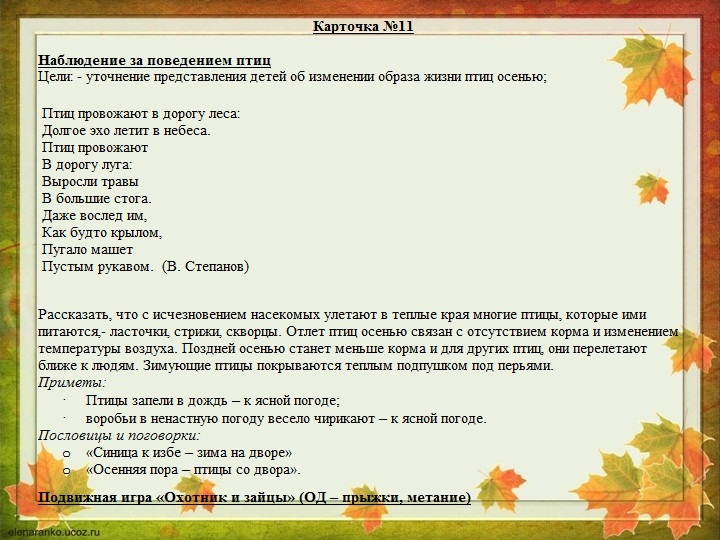 Карточка №11
Наблюдение за поведением птиц
Цели: - уточнение представления детей об изменении образа жизни птиц осенью;
Птиц провожают в дорогу леса:
Долгое эхо летит в небеса.
Птиц провожают
В дорогу луга:
Выросли травы
В большие стога.
Даже вослед им,
Как будто крылом,
Пугало машет
Пустым рукавом.  (В. Степанов)
Рассказать, что с исчезновением насекомых улетают в теплые края многие птицы, которые ими
питаются,- ласточки, стрижи, скворцы. Отлет птиц осенью связан с отсутствием корма и изменением
температуры воздуха. Поздней осенью станет меньше корма и для других птиц, они перелетают
ближе к людям. Зимующие птицы покрываются теплым подпушком под перьями.
Приметы:
· Птицы запели в дождь – к ясной погоде;
· воробьи в ненастную погоду весело чирикают – к ясной погоде.
Пословицы и поговорки:
o «Синица к избе – зима на дворе»
o «Осенняя пора – птицы со двора».
Подвижная игра «Охотник и зайцы» (ОД – прыжки, метание)
elenaranko.ucoz.ru